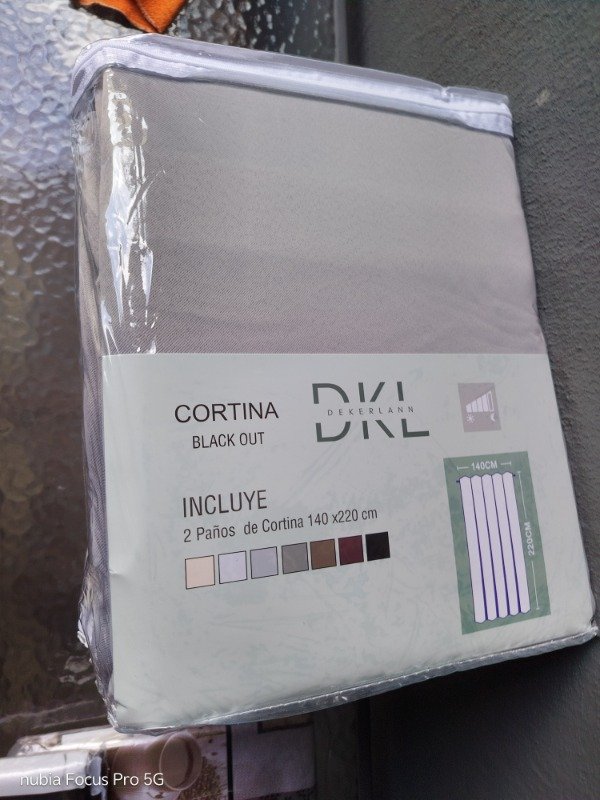 CORTINA
BLACK OUT
DKL
DEKERLANN
INCLUYE
2 Paños de Cortina 140 x220 cm
140CM
220CM
nubia Focus Pro 5G